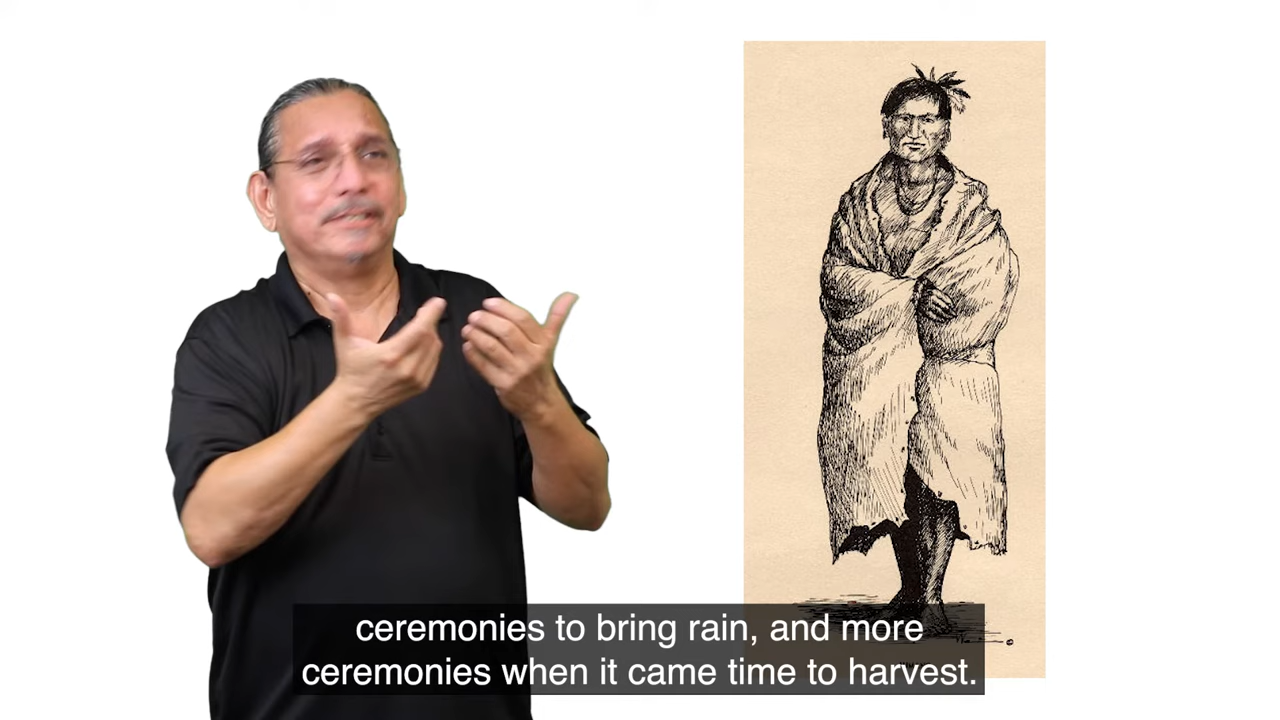 ceremonies to bring rain, and more
ceremonies when it came time to harvest.